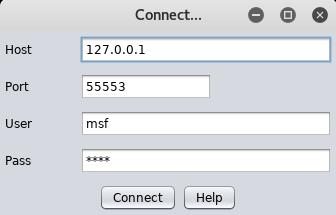 Connect...
Host 127.0.0.1
Port 55553
User msf
Pass ****
Connect Help